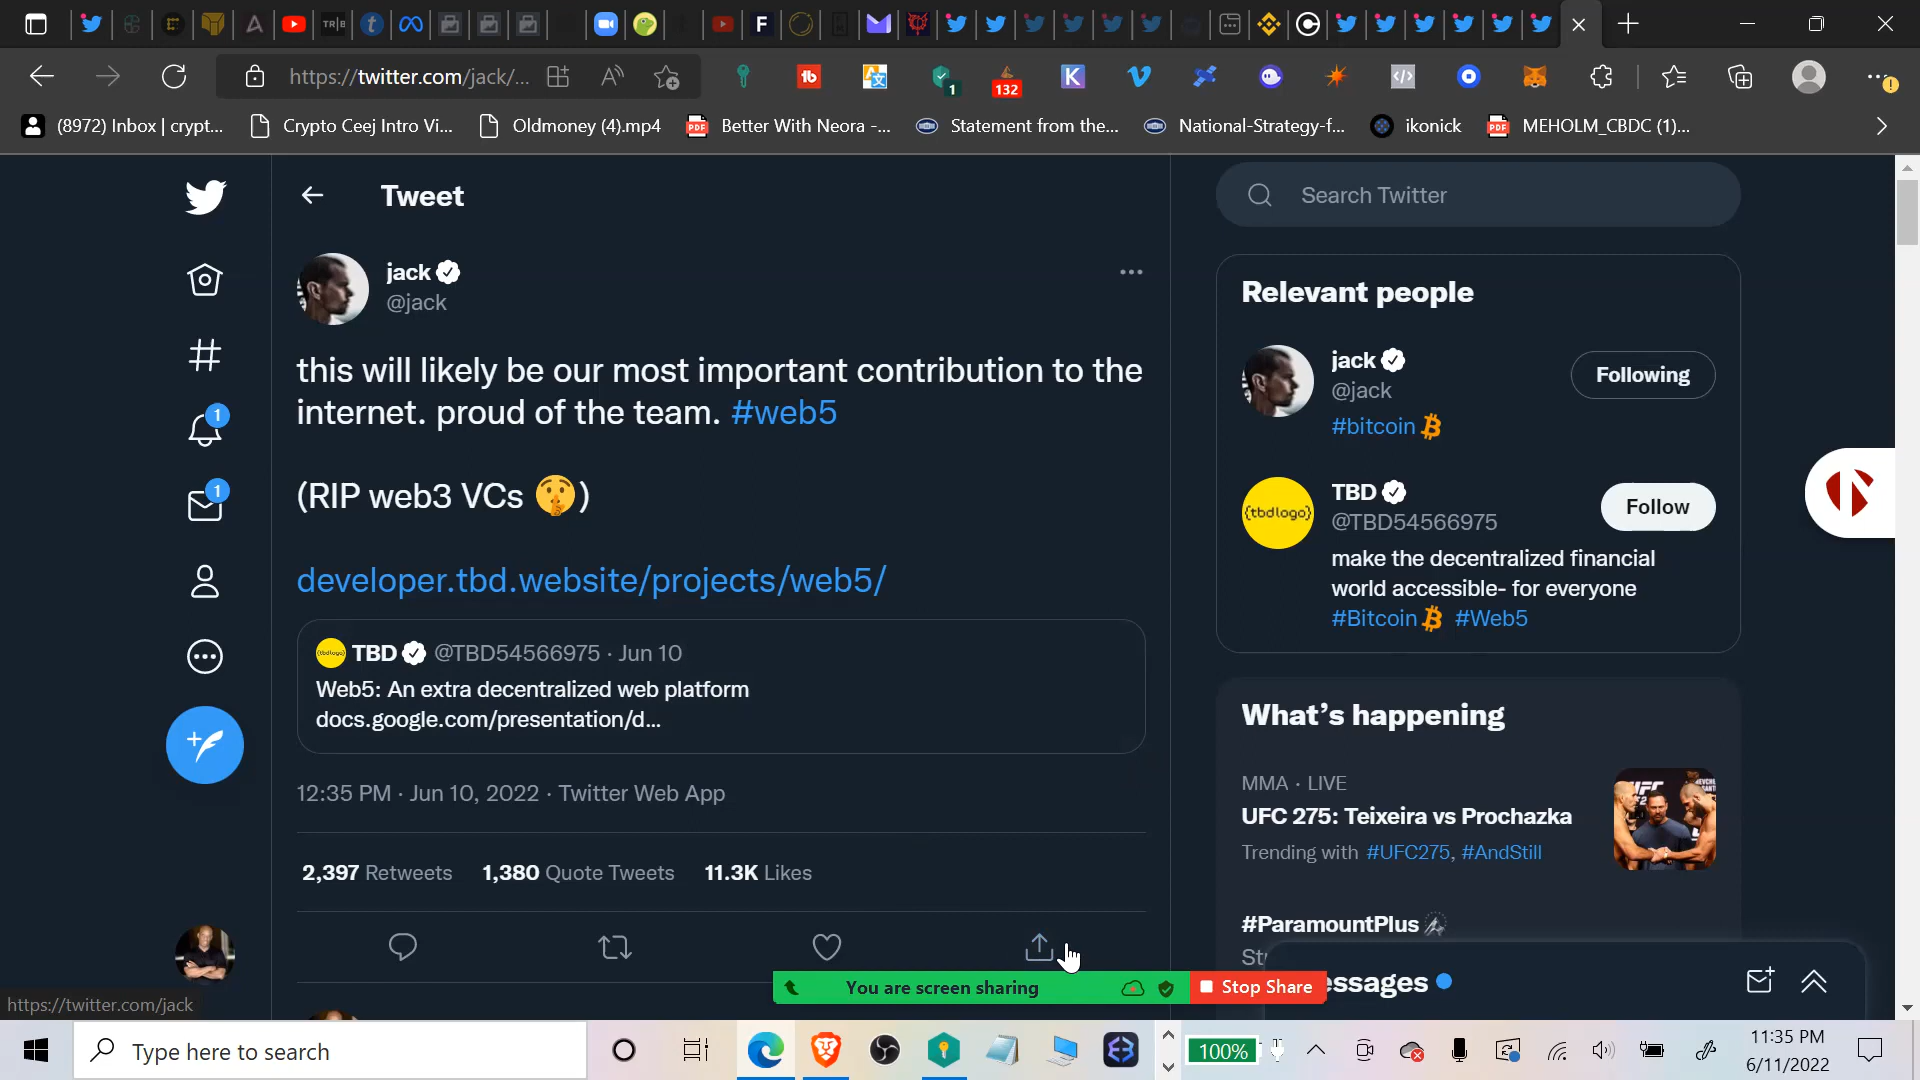 https://twitter.com/jack/...
1
132
(8972) Inbox | crypt...
Crypto Ceej Intro Vi...
Oldmoney (4).mp4
Better With Neora -...
Statement from the...
National-Strategy-f...
ikonick
MEHOLM_CBDC (1)...
Tweet
Search Twitter
jack
@jack
this will likely be our most important contribution to the
internet. proud of the team. #web5
(RIP web3 VCs 🤫)
developer.tbd.website/projects/web5/
TBD @TBD54566975 · Jun 10
Web5: An extra decentralized web platform
docs.google.com/presentation/d...
12:35 PM · Jun 10, 2022 · Twitter Web App
2,397 Retweets 1,380 Quote Tweets 11.3K Likes
1
1
Relevant people
jack
@jack
Following
#bitcoin
{tbdlogo}
TBD
@TBD54566975
Follow
make the decentralized financial
world accessible- for everyone
#Bitcoin #Web5
What's happening
MMA · LIVE
UFC 275: Teixeira vs Prochazka
Trending with #UFC275, #AndStill
#ParamountPlus
essages
You are screen sharing
Stop Share
https://twitter.com/jack
Type here to search
100%
11:35 PM
6/11/2022